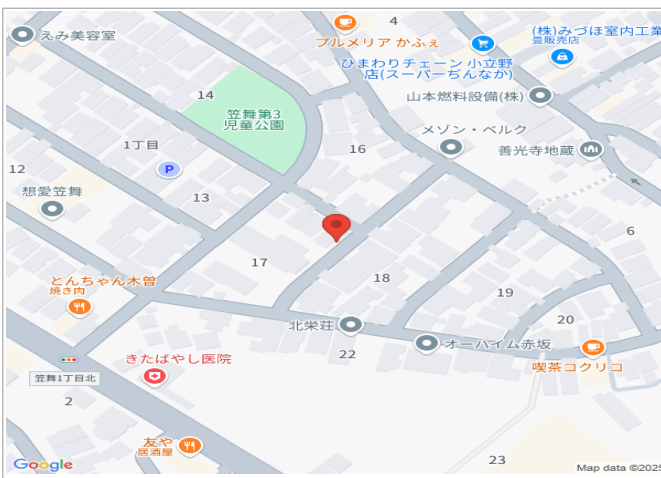 えみ美容室
プルメリア かふぇ
4
(株)みづほ室内工業
畳販売店
ひまわりチェーン 小立野
店(スーパーぢんなか)
山本燃料設備(株)
14
笠舞第3
児童公園
メゾン・ベルク
1丁目
16
善光寺地蔵
12
P
想愛笠舞
13
6
17
18
とんちゃん木曽
焼き肉
19
20
北栄荘
オーハイム赤坂
22
きたばやし医院
喫茶コクリコ
笠舞1丁目北
2
友や
居酒屋
23
Google
Map data ©2025